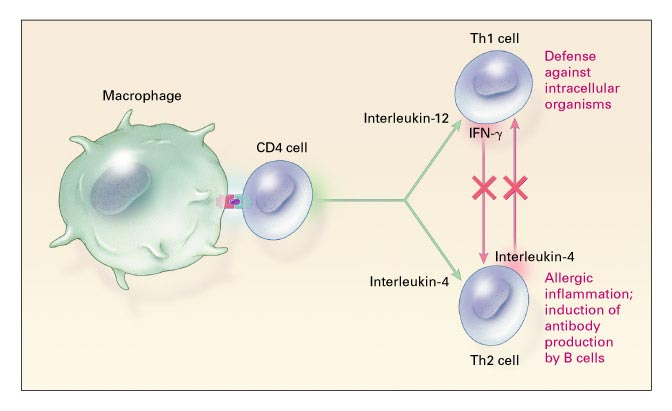 Th1 cell
Defense
against
intracellular
organisms
Macrophage
Interleukin-12
IFN-γ
CD4 cell
Interleukin-4
Interleukin-4
Allergic
inflammation;
induction of
antibody
production
by B cells
Th2 cell